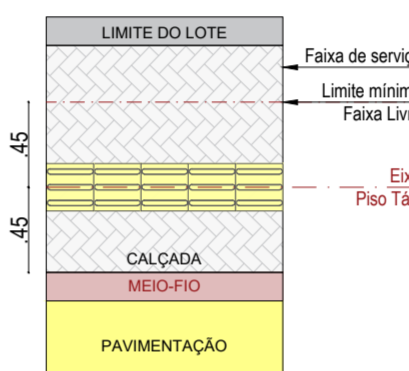 LIMITE DO LOTE
Faixa de serviç
Limite mínim
Faixa Livr
.45
Eix
Piso Tá
.45
CALÇADA
MEIO-FIO
PAVIMENTAÇÃO